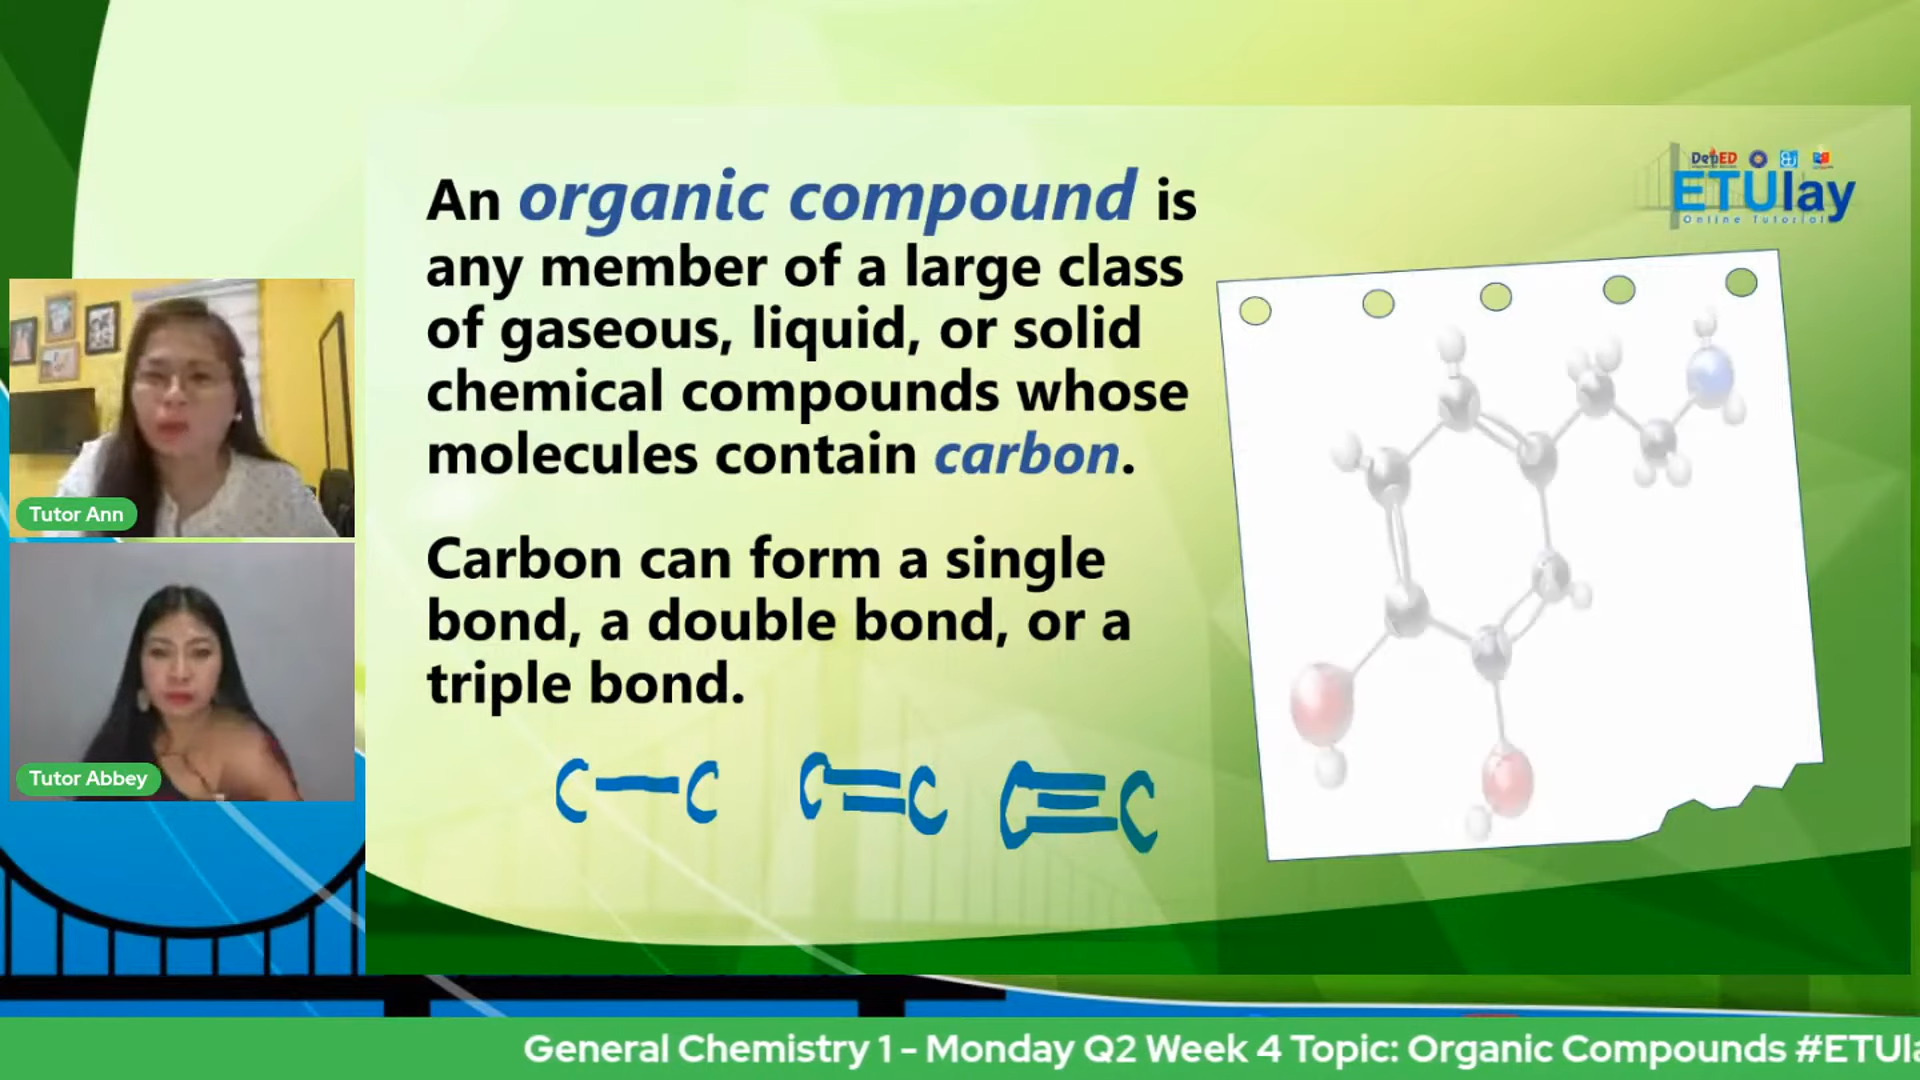 An organic compound is
any member of a large class
of gaseous, liquid, or solid
chemical compounds whose
molecules contain carbon.
Carbon can form a single
bond, a double bond, or a
triple bond.
C—C C=C C≡C
DepED
ETUlay
Online Tutorial
Tutor Ann
Tutor Abbey
General Chemistry 1 - Monday Q2 Week 4 Topic: Organic Compounds #ETUla